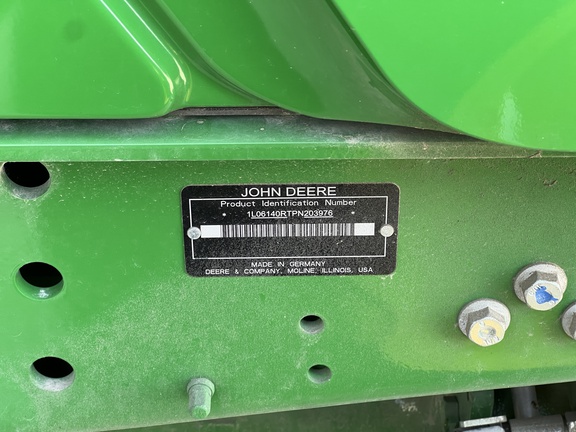 JOHN DEERE
Product Identification Number
* 1L06140RTPN203976 *
MADE IN GERMANY
DEERE & COMPANY, MOLINE, ILLINOIS, USA